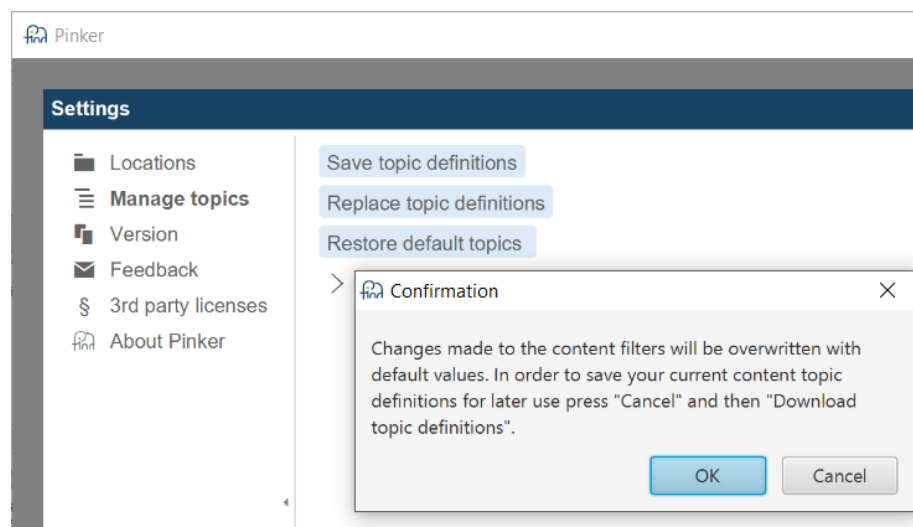 Pinker
Settings
Locations
Manage topics
Version
Feedback
§ 3rd party licenses
About Pinker
Save topic definitions
Replace topic definitions
Restore default topics
Confirmation
Changes made to the content filters will be overwritten with
default values. In order to save your current content topic
definitions for later use press "Cancel" and then "Download
topic definitions".
OK
Cancel